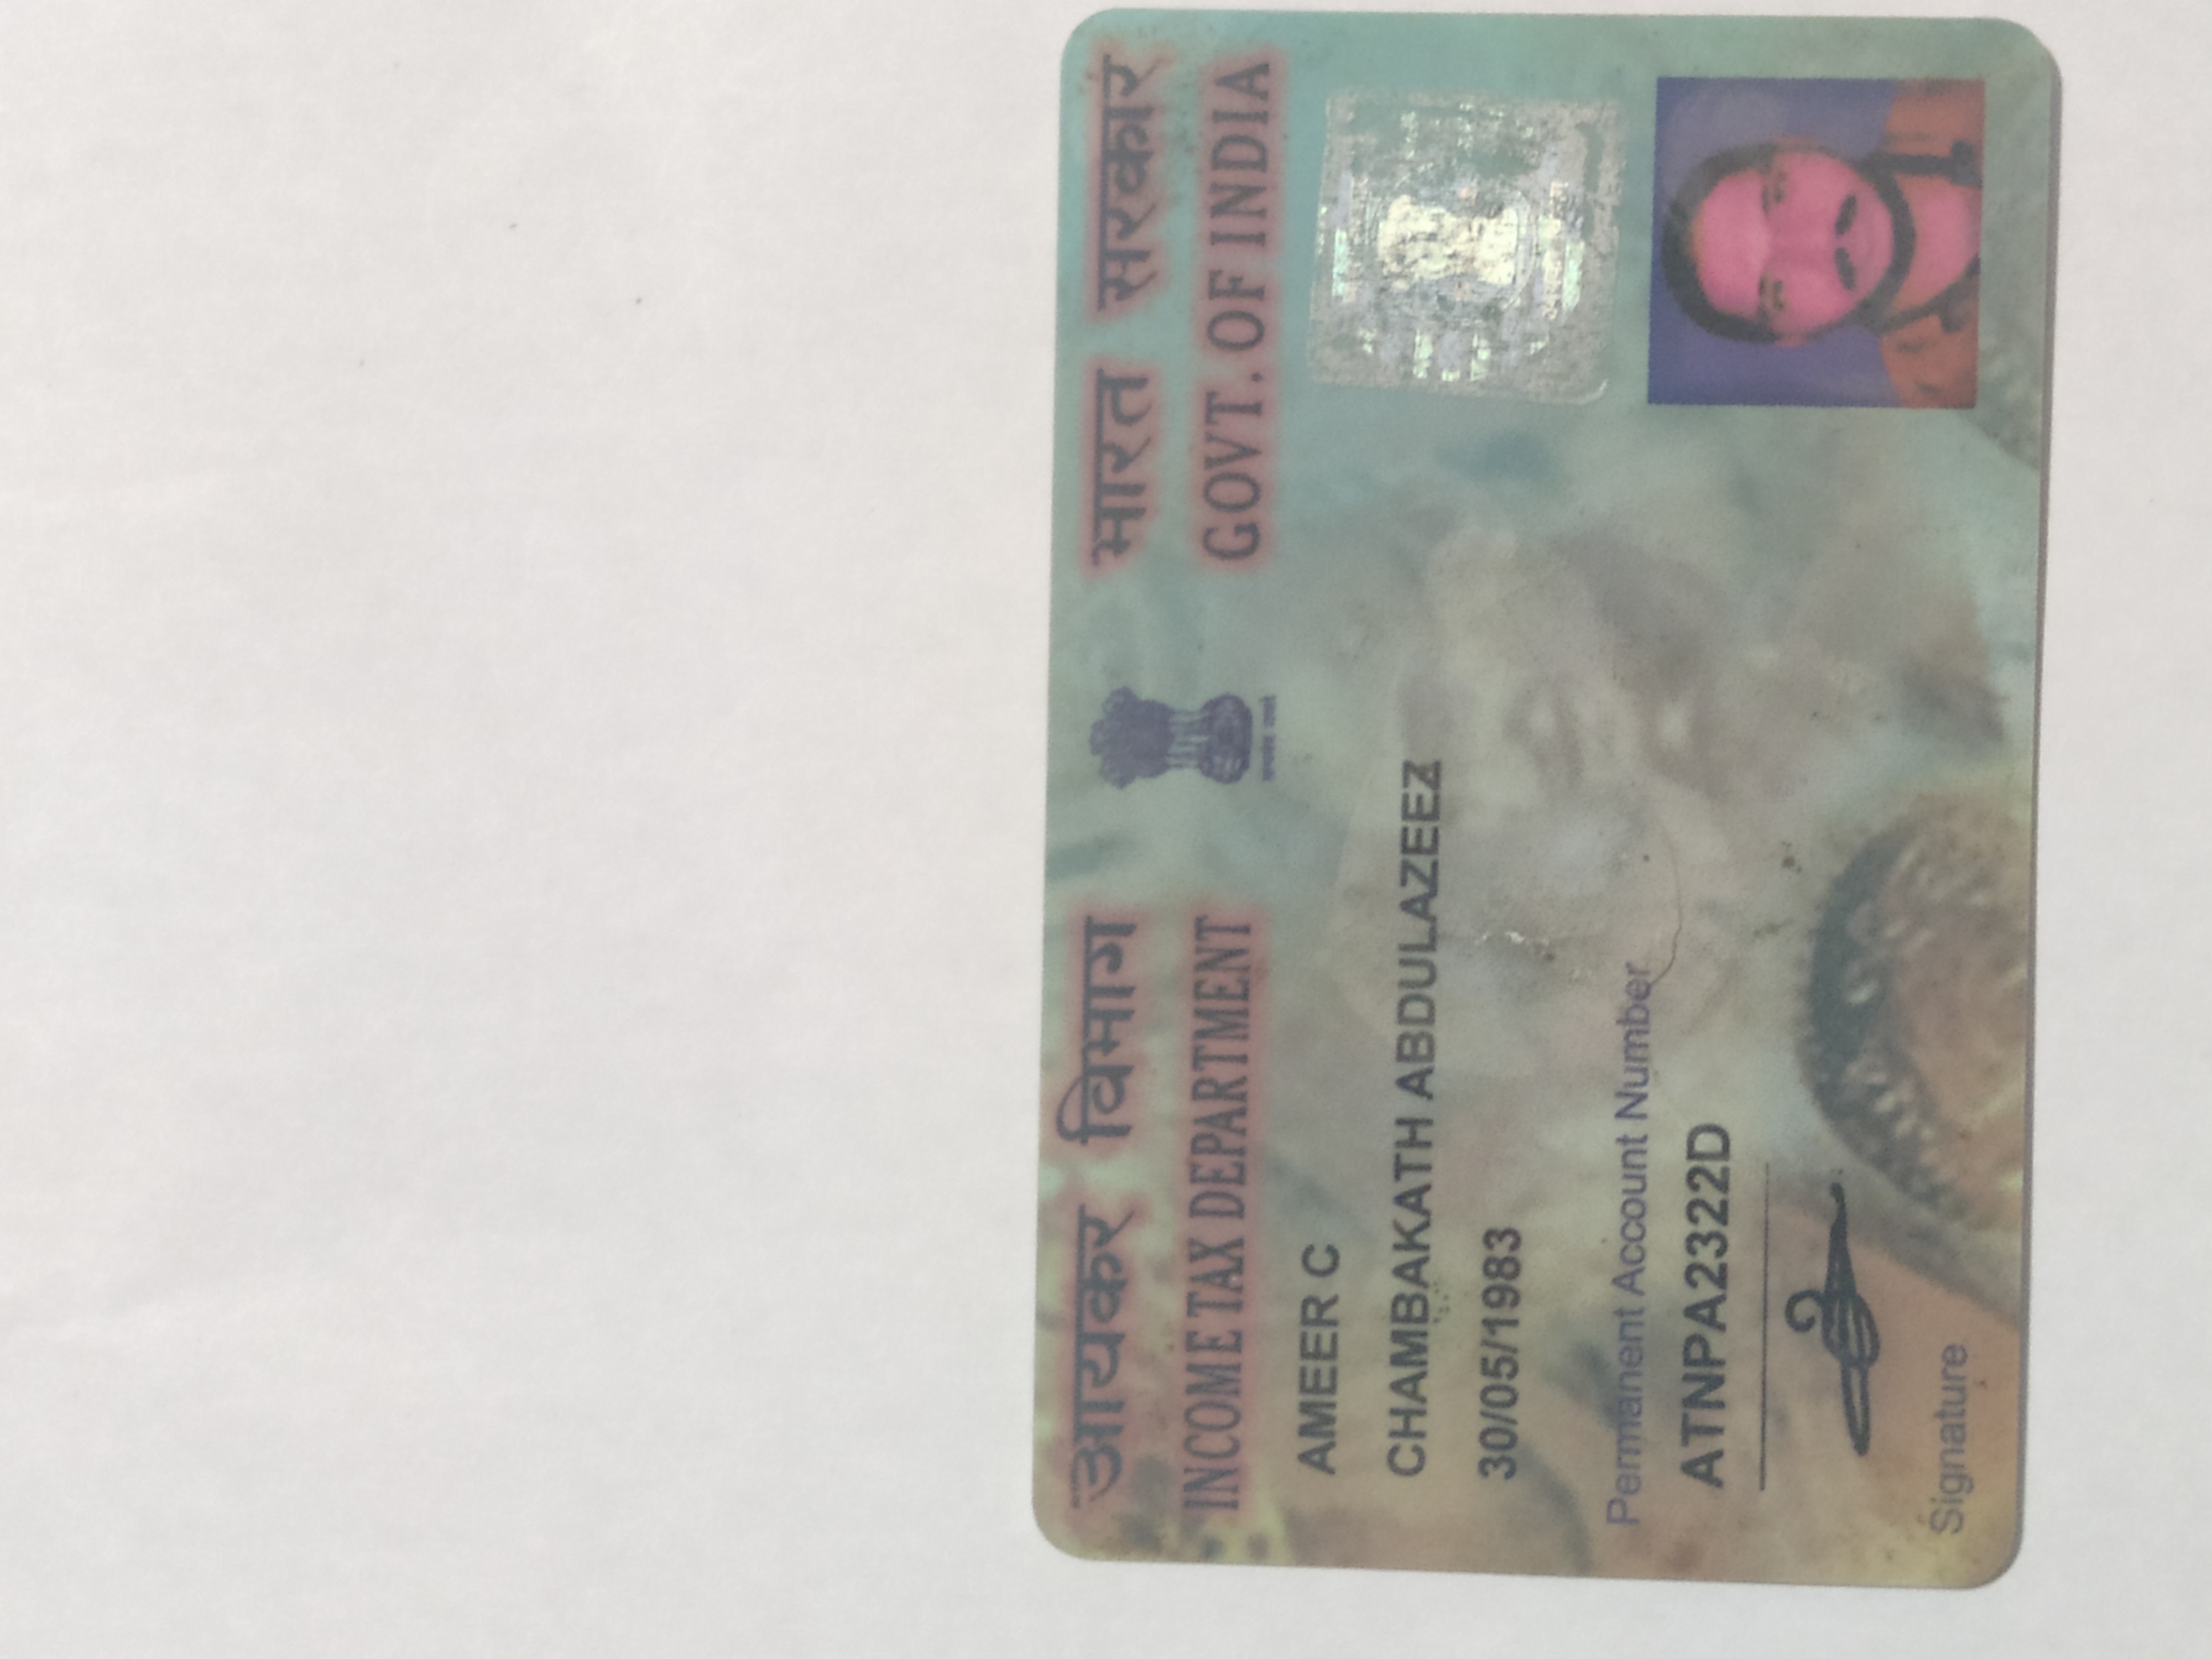 आयकर विभाग
INCOME TAX DEPARTMENT
भारत सरकार
GOVT. OF INDIA
AMEER C
CHAMBAKATH ABDULAZEEZ
30/05/1983
Permanent Account Number
ATNPA2322D
Signature